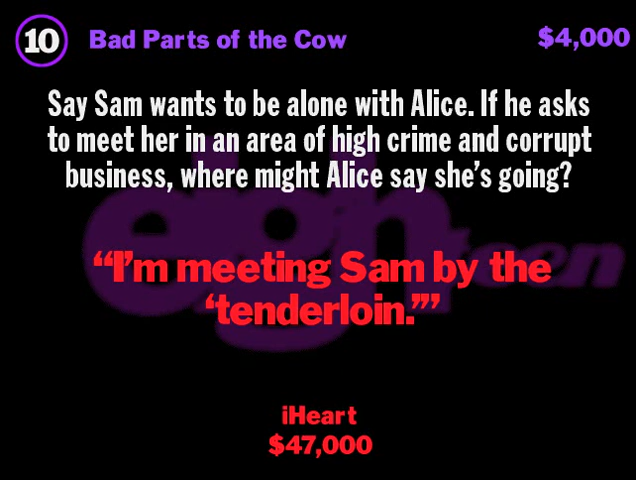 10 Bad Parts of the Cow $4,000
Say Sam wants to be alone with Alice. If he asks
to meet her in an area of high crime and corrupt
business, where might Alice say she's going?
eighteen
“I'm meeting Sam by the
‘tenderloin.’”
iHeart
$47,000